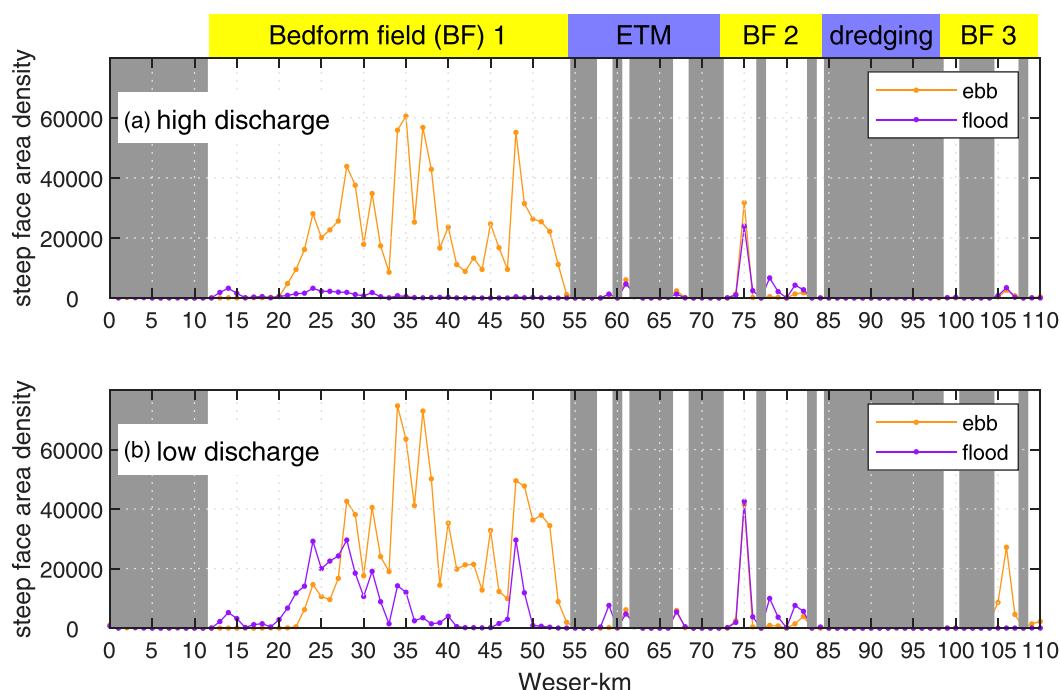 Bedform field (BF) 1 ETM BF 2 dredging BF 3
steep face area density
60000
40000
20000
0
(a) high discharge
ebb
flood
0 5 10 15 20 25 30 35 40 45 50 55 60 65 70 75 80 85 90 95 100 105 110
steep face area density
60000
40000
20000
0
(b) low discharge
ebb
flood
0 5 10 15 20 25 30 35 40 45 50 55 60 65 70 75 80 85 90 95 100 105 110
Weser-km